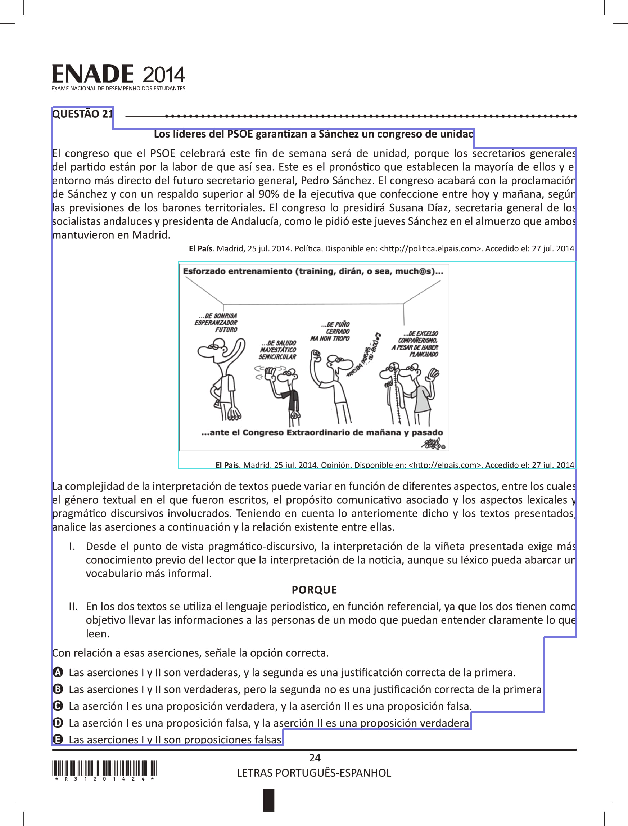 ENADE 2014
EXAME NACIONAL DE DESEMPENHO DOS ESTUDANTES
QUESTÃO 21
Los líderes del PSOE garantizan a Sánchez un congreso de unidad
El congreso que el PSOE celebrará este fin de semana será de unidad, porque los secretarios generales
del partido están por la labor de que así sea. Este es el pronóstico que establecen la mayoría de ellos y el
entorno más directo del futuro secretario general, Pedro Sánchez. El congreso acabará con la proclamación
de Sánchez y con un respaldo superior al 90% de la ejecutiva que confeccione entre hoy y mañana, según
las previsiones de los barones territoriales. El congreso lo presidirá Susana Díaz, secretaria general de los
socialistas andaluces y presidenta de Andalucía, como le pidió este jueves Sánchez en el almuerzo que ambos
mantuvieron en Madrid.
El País. Madrid, 25 jul. 2014. Política. Disponible en: <http://politica.elpais.com>. Accedido el: 27 jul. 2014
Esforzado entrenamiento (training, dirán, o sea, much@s)...
...DE SONRISA
ESPERANZADOR
FUTURO
...DE SALUDO
MAYESTÁTICO
SEMICIRCULAR
...DE PUÑO
CERRADO
MA NON TROPO
...DE EXCELSO
COMPAÑERISMO,
A PESAR DE HABER
PLANCHADO
...ante el Congreso Extraordinario de mañana y pasado
El País. Madrid, 25 jul. 2014. Opinión. Disponible en: <http://elpais.com>. Accedido el: 27 jul. 2014
La complejidad de la interpretación de textos puede variar en función de diferentes aspectos, entre los cuales
el género textual en el que fueron escritos, el propósito comunicativo asociado y los aspectos lexicales y
pragmático discursivos involucrados. Teniendo en cuenta lo anteriormente dicho y los textos presentados,
analice las aserciones a continuación y la relación existente entre ellas.
I. Desde el punto de vista pragmático-discursivo, la interpretación de la viñeta presentada exige más
conocimiento previo del lector que la interpretación de la noticia, aunque su léxico pueda abarcar un
vocabulario más informal.
PORQUE
II. En los dos textos se utiliza el lenguaje periodístico, en función referencial, ya que los dos tienen como
objetivo llevar las informaciones a las personas de un modo que puedan entender claramente lo que
leen.
Con relación a esas aserciones, señale la opción correcta.
A Las aserciones I y II son verdaderas, y la segunda es una justificatción correcta de la primera.
B Las aserciones I y II son verdaderas, pero la segunda no es una justificación correcta de la primera
C La aserción I es una proposición verdadera, y la aserción II es una proposición falsa.
D La aserción I es una proposición falsa, y la aserción II es una proposición verdadera
E Las aserciones I y II son proposiciones falsas
24
LETRAS PORTUGUÊS-ESPANHOL
*R3120142​4*